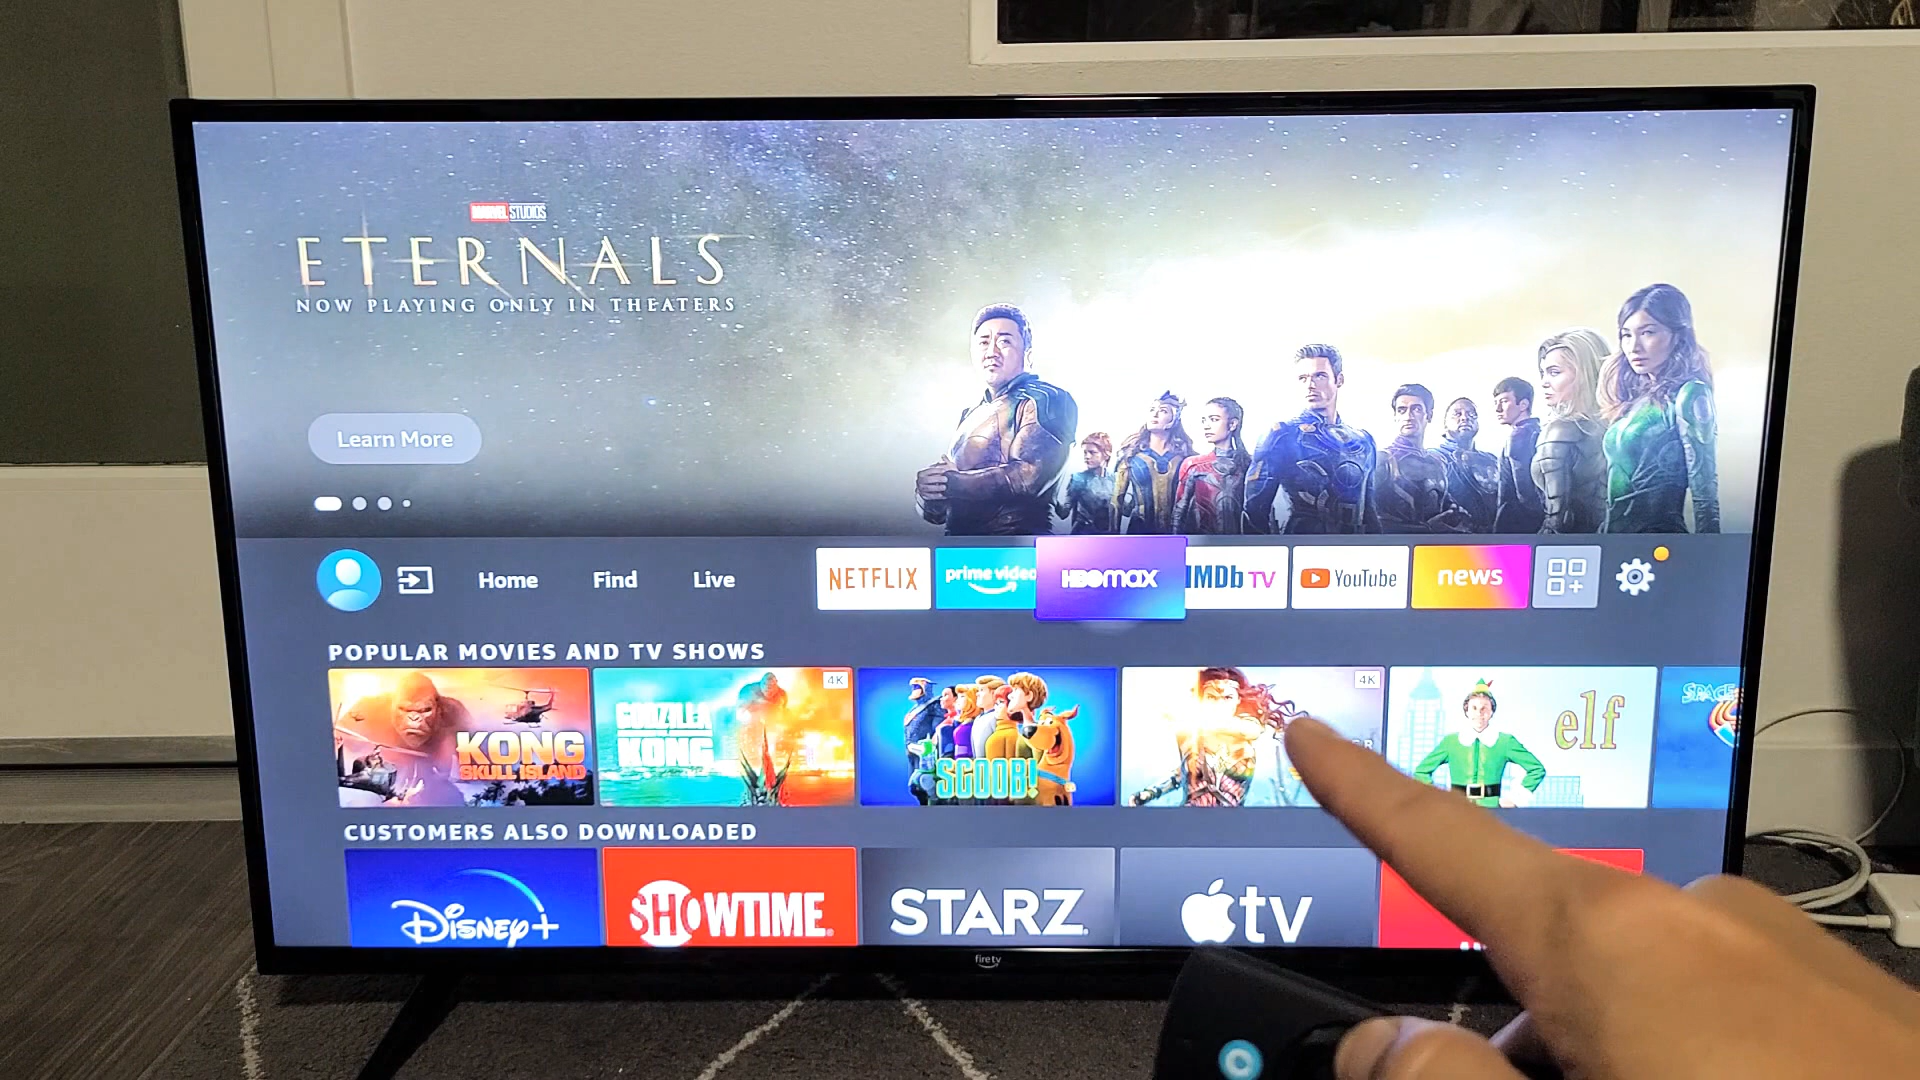 MARVEL STUDIOS
ETERNALS
NOW PLAYING ONLY IN THEATERS
Learn More
Home Find Live NETFLIX prime video HBOmax IMDb TV YouTube news
POPULAR MOVIES AND TV SHOWS
KONG
SKULL ISLAND
GODZILLA
KONG
4K
SCOOB!
4K
elf
SPACE
CUSTOMERS ALSO DOWNLOADED
Disney+ SHOWTIME STARZ tv
firetv